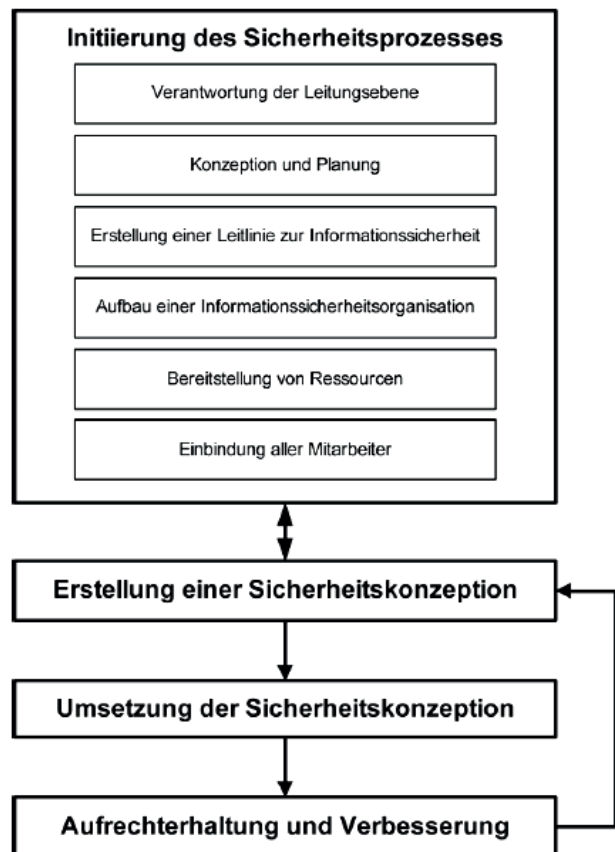 Initiierung des Sicherheitsprozesses
Verantwortung der Leitungsebene
Konzeption und Planung
Erstellung einer Leitlinie zur Informationssicherheit
Aufbau einer Informationssicherheitsorganisation
Bereitstellung von Ressourcen
Einbindung aller Mitarbeiter
Erstellung einer Sicherheitskonzeption
Umsetzung der Sicherheitskonzeption
Aufrechterhaltung und Verbesserung